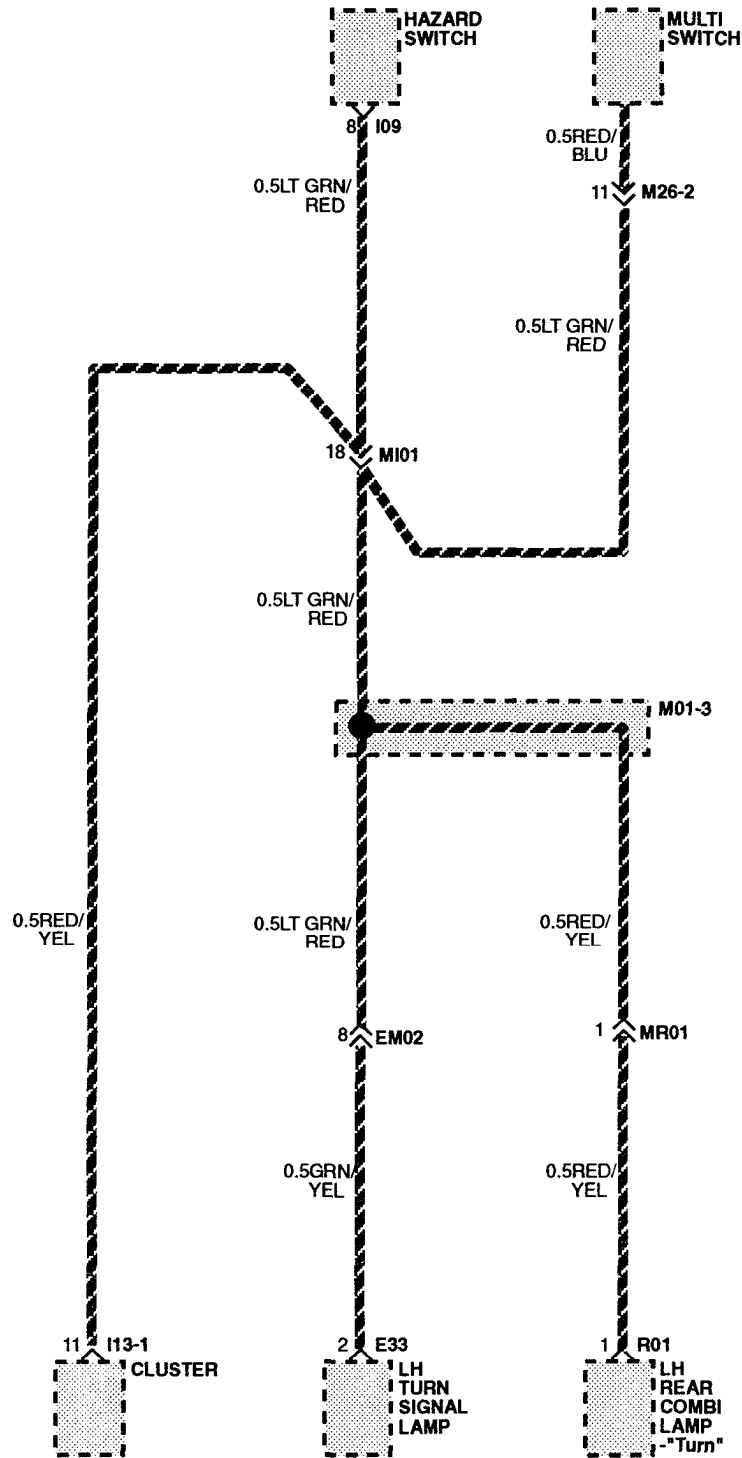 HAZARD
SWITCH
MULTI
SWITCH
8 I09
0.5RED/
BLU
0.5LT GRN/
RED
11 M26-2
0.5LT GRN/
RED
18 MI01
0.5LT GRN/
RED
M01-3
0.5RED/
YEL
0.5LT GRN/
RED
0.5RED/
YEL
8 EM02
1 MR01
0.5GRN/
YEL
0.5RED/
YEL
11 I13-1
2 E33
1 R01
CLUSTER
LH
TURN
SIGNAL
LAMP
LH
REAR
COMBI
LAMP
-"Turn"